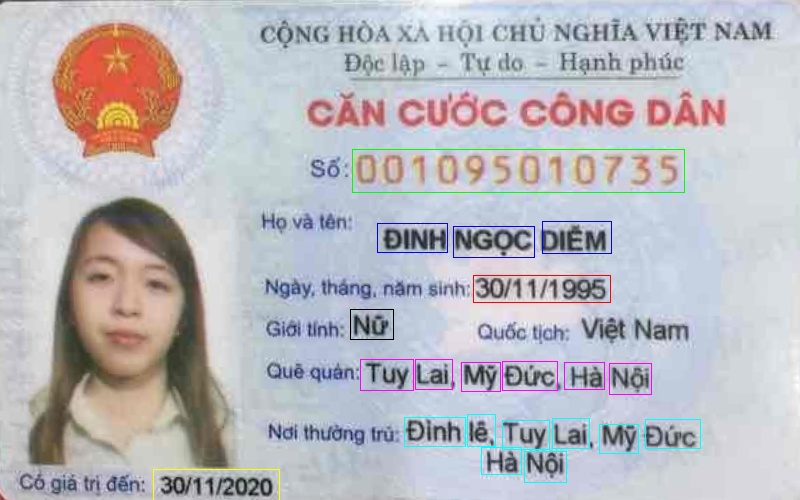 CỘNG HÒA XÃ HỘI CHỦ NGHĨA VIỆT NAM
Độc lập – Tự do – Hạnh phúc
CĂN CƯỚC CÔNG DÂN
Số: 001095010735
Họ và tên:
ĐINH NGỌC DIỄM
Ngày, tháng, năm sinh: 30/11/1995
Giới tính: Nữ Quốc tịch: Việt Nam
Quê quán: Tuy Lai, Mỹ Đức, Hà Nội
Nơi thường trú: Đình lê, Tuy Lai, Mỹ Đức
Hà Nội
Có giá trị đến: 30/11/2020